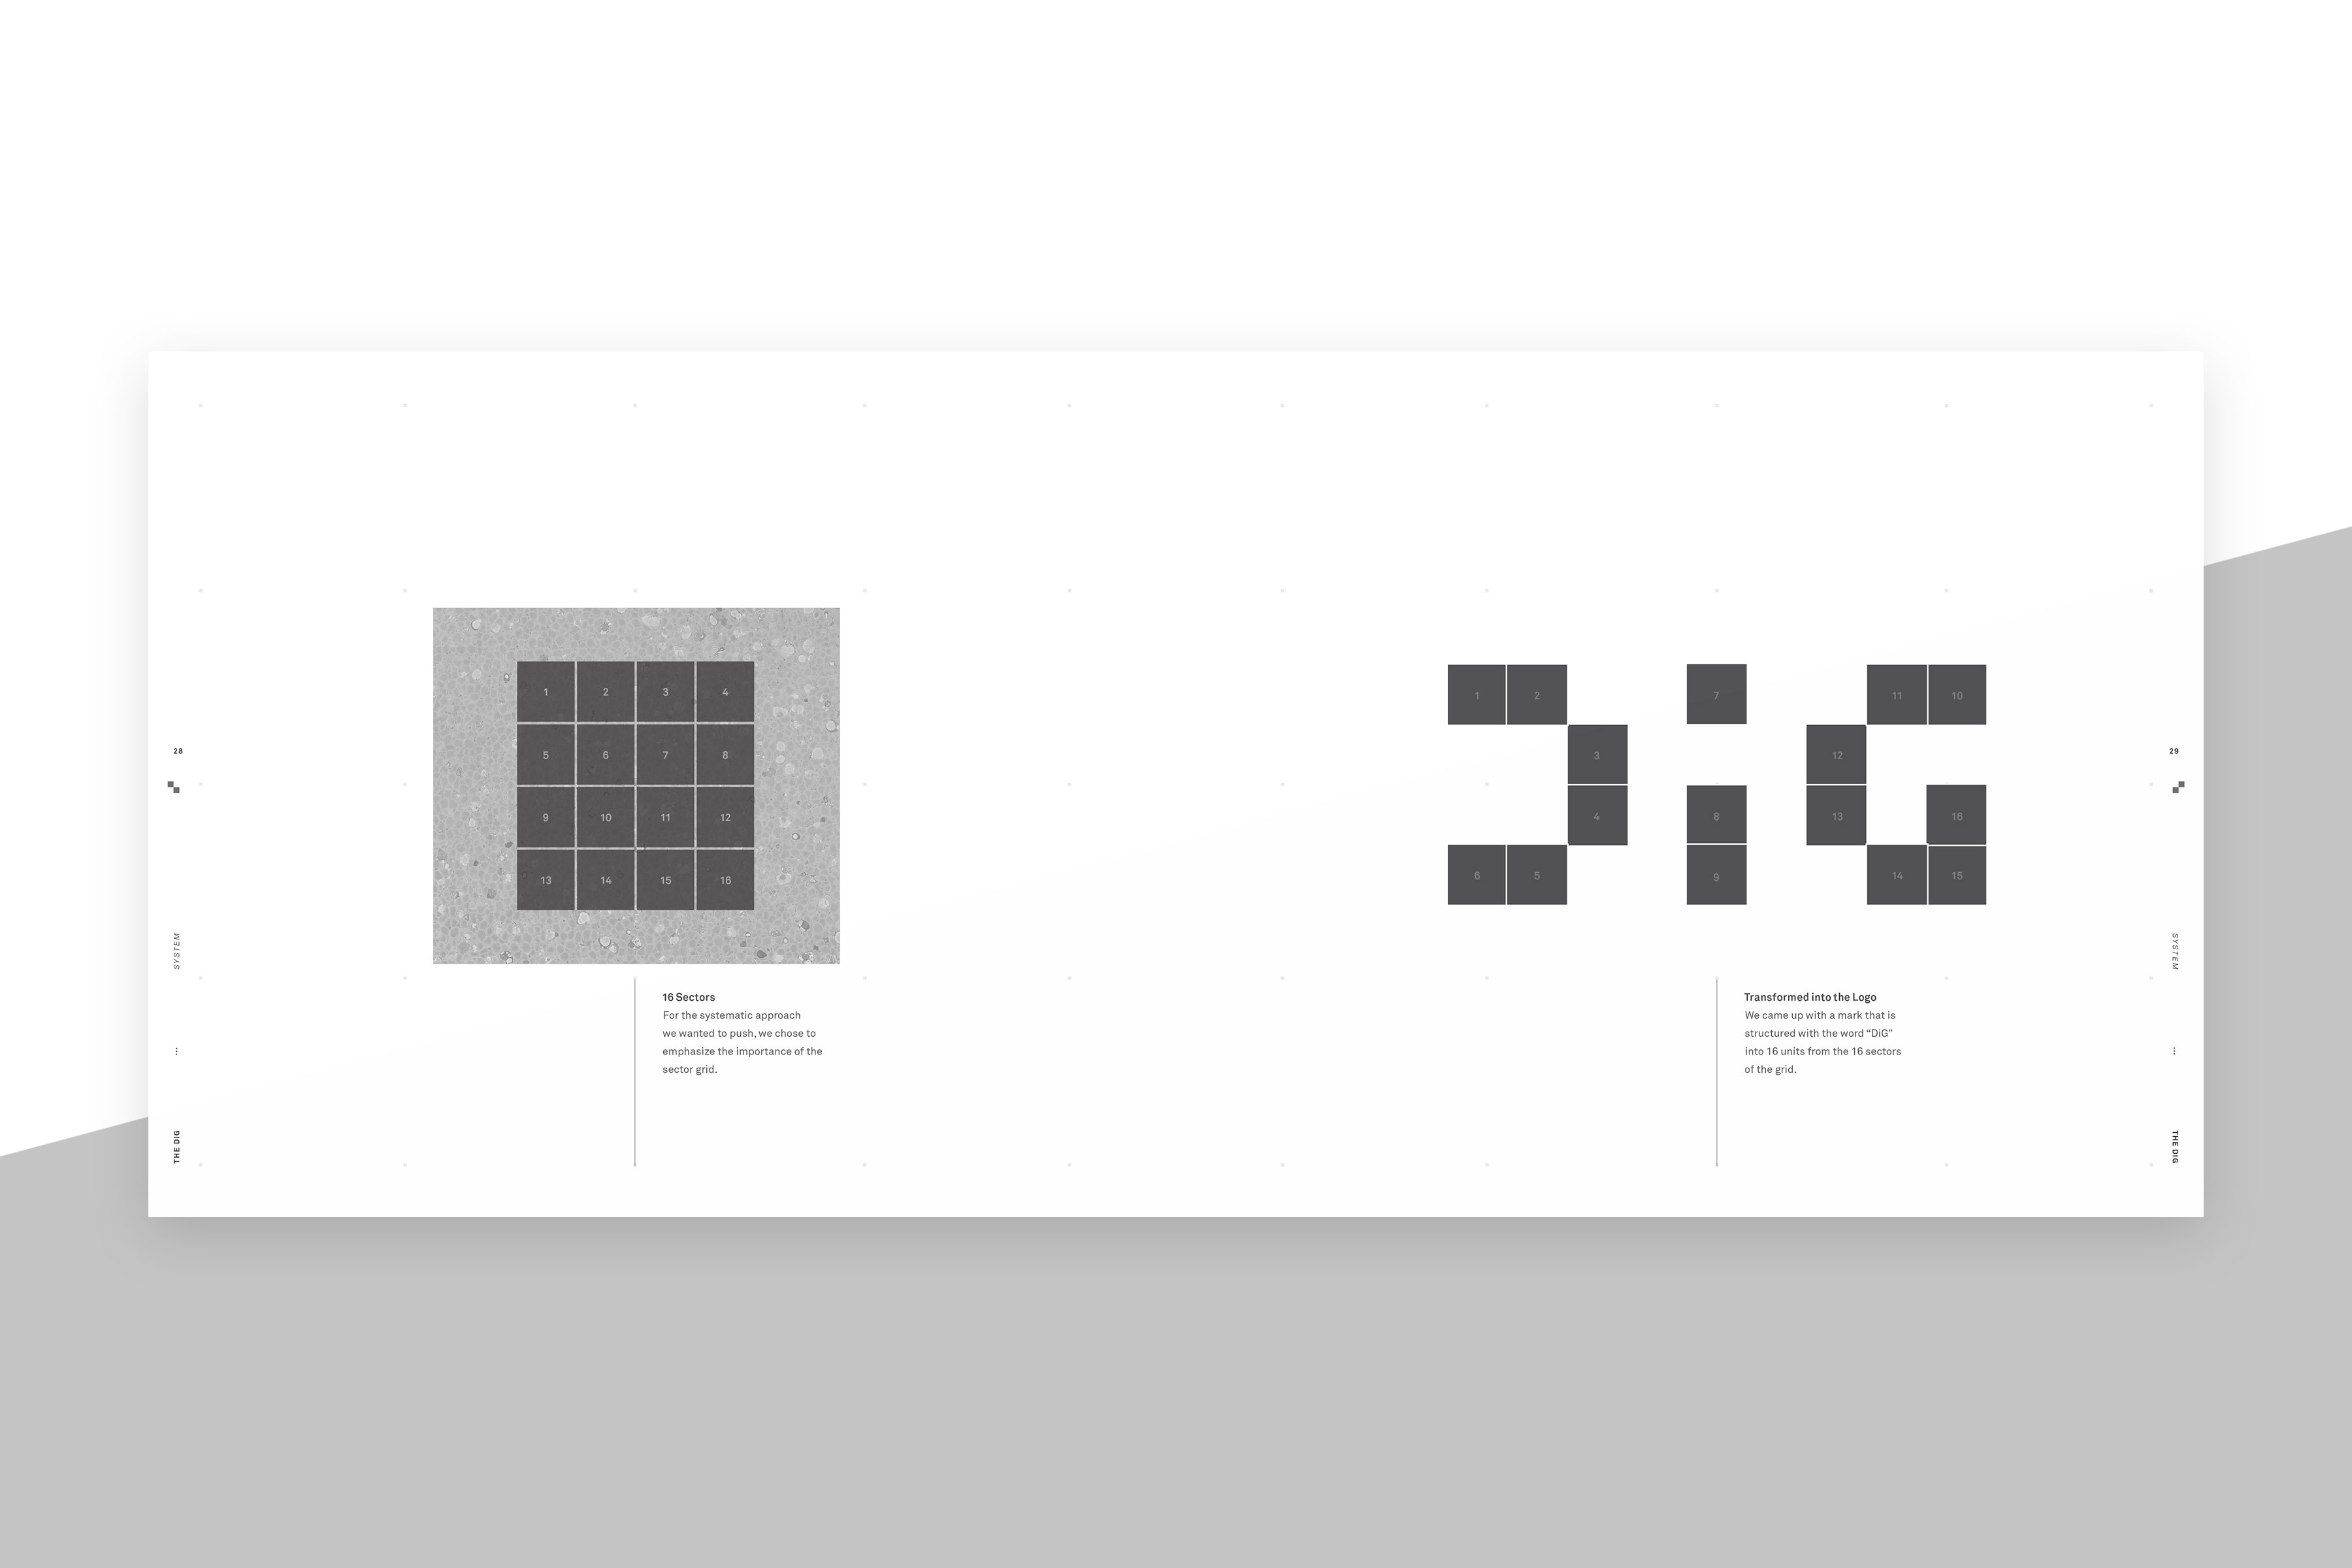 28
SYSTEM
THE DIG
1 2 3 4
5 6 7 8
9 10 11 12
13 14 15 16
16 Sectors
For the systematic approach
we wanted to push, we chose to
emphasize the importance of the
sector grid.
1 2 7 11 10
3 12
4 8 13 16
6 5 9 14 15
Transformed into the Logo
We came up with a mark that is
structured with the word “DiG”
into 16 units from the 16 sectors
of the grid.
29
SYSTEM
THE DIG